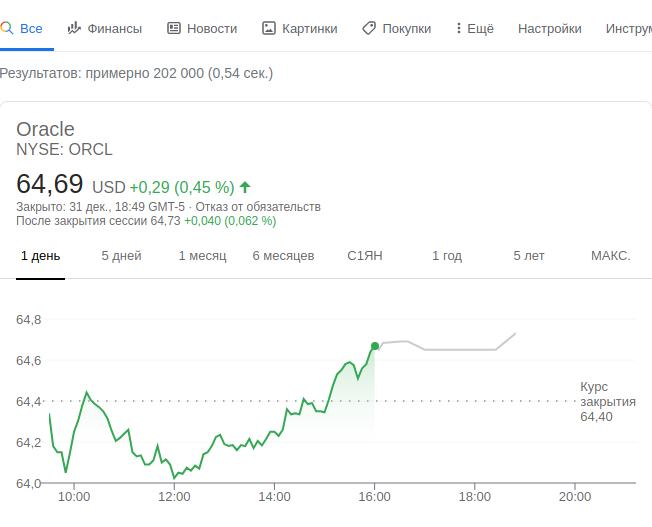 Все Финансы Новости Картинки Покупки Ещё Настройки Инструм
Результатов: примерно 202 000 (0,54 сек.)
Oracle
NYSE: ORCL
64,69 USD +0,29 (0,45 %)
Закрыто: 31 дек., 18:49 GMT-5 · Отказ от обязательств
После закрытия сессии 64,73 +0,040 (0,062 %)
1 день 5 дней 1 месяц 6 месяцев С1ЯН 1 год 5 лет МАКС.
64,8
64,6
64,4
Курс
закрытия
64,40
64,2
64,0
10:00 12:00 14:00 16:00 18:00 20:00